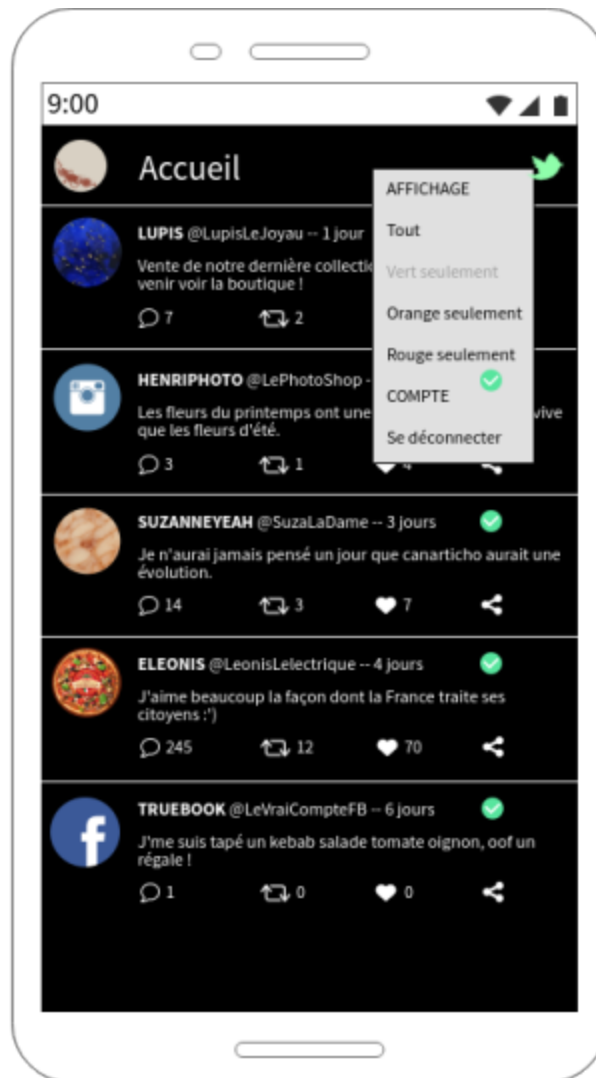 9:00
Accueil
AFFICHAGE
Tout
Vert seulement
Orange seulement
Rouge seulement
COMPTE
Se déconnecter
LUPIS @LupisLeJoyau -- 1 jour
Vente de notre dernière collecti
venir voir la boutique !
7 2
HENRIPHOTO @LePhotoShop -
Les fleurs du printemps ont une vive
que les fleurs d'été.
3 1 4
SUZANNEYEAH @SuzaLaDame -- 3 jours
Je n'aurai jamais pensé un jour que canarticho aurait une
évolution.
14 3 7
ELEONIS @LeonisLelectrique -- 4 jours
J'aime beaucoup la façon dont la France traite ses
citoyens :')
245 12 70
TRUEBOOK @LeVraiCompteFB -- 6 jours
J'me suis tapé un kebab salade tomate oignon, oof un
régale !
1 0 0